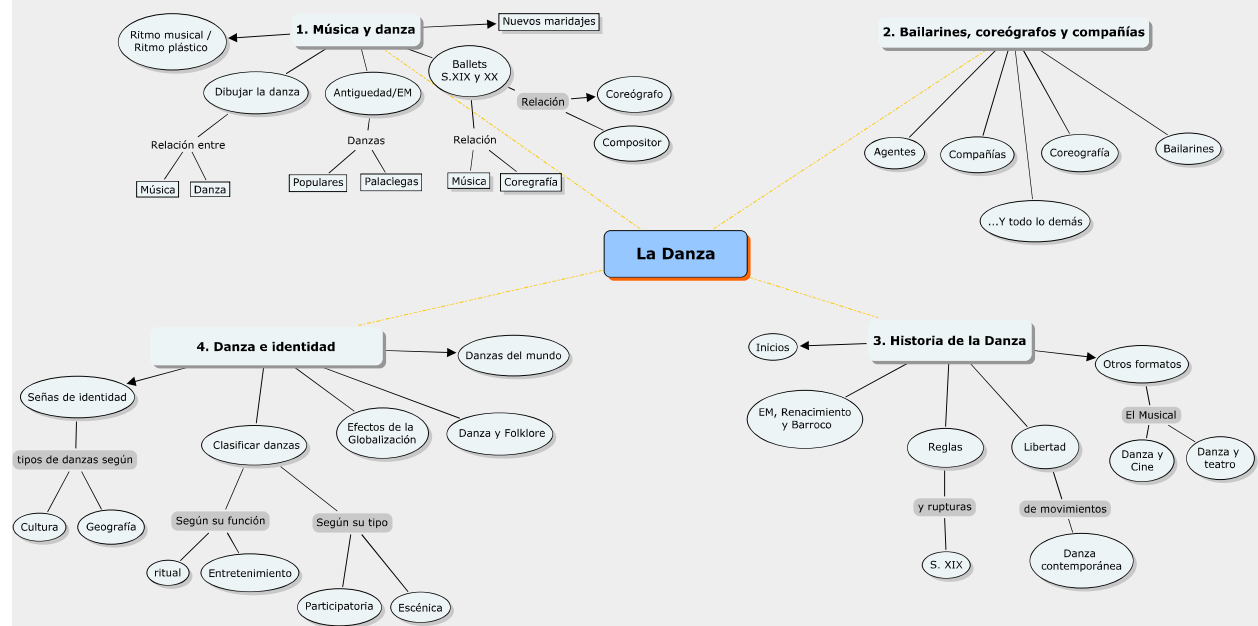 1. Música y danza
Nuevos maridajes
Ritmo musical /
Ritmo plástico
Dibujar la danza
Relación entre
Música
Danza
Antiguedad/EM
Danzas
Populares
Palaciegas
Ballets
S.XIX y XX
Relación
Coreógrafo
Compositor
Relación
Música
Coregrafía
2. Bailarines, coreógrafos y compañías
Agentes
Compañías
...Y todo lo demás
Coreografía
Bailarines
La Danza
4. Danza e identidad
Danzas del mundo
Señas de identidad
tipos de danzas según
Cultura
Geografía
Clasificar danzas
Según su función
ritual
Entretenimiento
Según su tipo
Participatoria
Escénica
Efectos de la
Globalización
Danza y Folklore
3. Historia de la Danza
Inicios
EM, Renacimiento
y Barroco
Reglas
y rupturas
S. XIX
Libertad
de movimientos
Danza
contemporánea
Otros formatos
El Musical
Danza y
Cine
Danza y
teatro